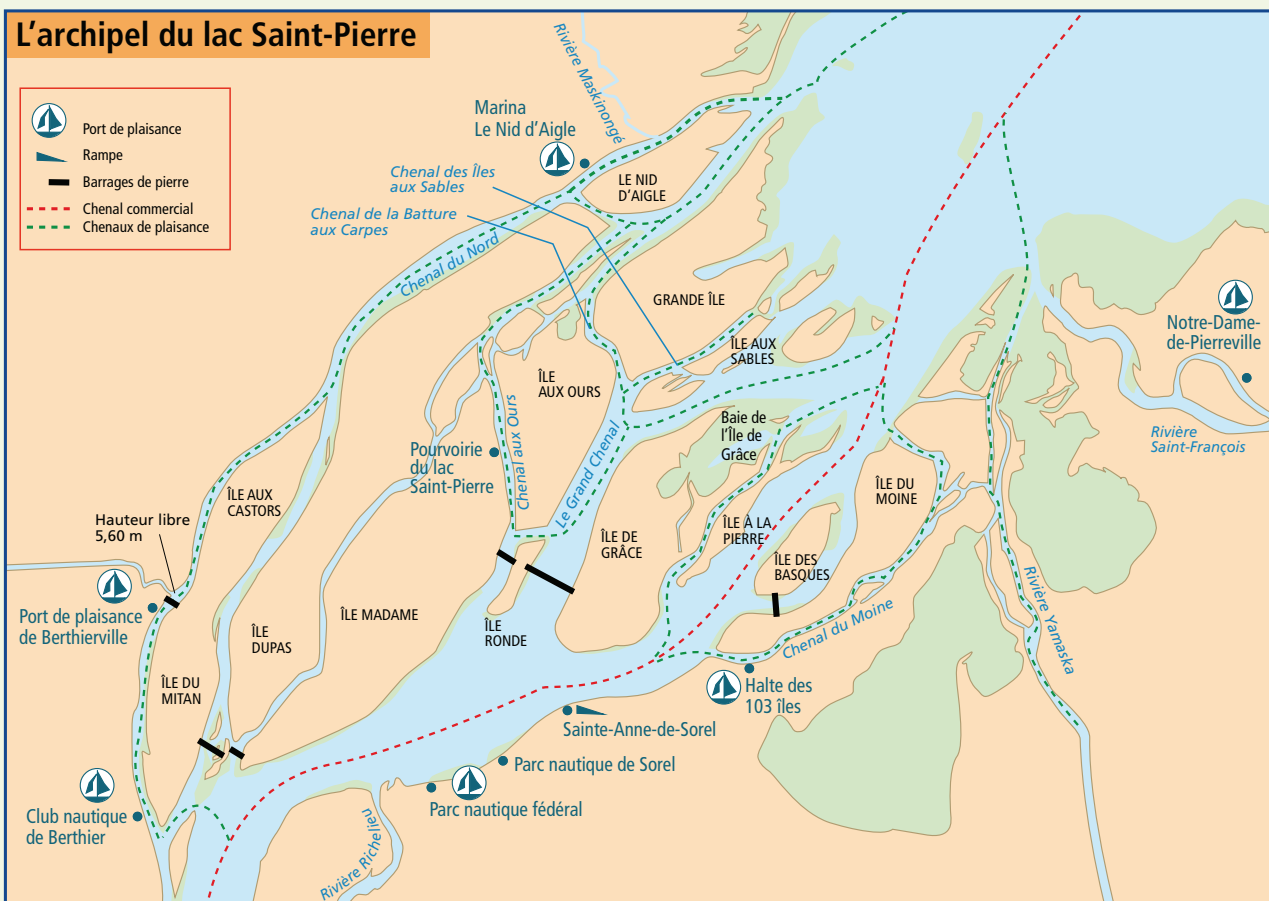 L'archipel du lac Saint-Pierre
Port de plaisance
Rampe
Barrages de pierre
Chenal commercial
Chenaux de plaisance
Rivière Maskinongé
Marina
Le Nid d'Aigle
Chenal des Îles
aux Sables
Chenal de la Batture
aux Carpes
LE NID
D'AIGLE
Chenal du Nord
GRANDE ÎLE
ÎLE AUX
SABLES
Notre-Dame-
de-Pierreville
Rivière
Saint-François
ÎLE
AUX OURS
Chenal aux Ours
Le Grand Chenal
Baie de
l'Île de
Grâce
Pourvoirie
du lac
Saint-Pierre
ÎLE AUX
CASTORS
Hauteur libre
5,60 m
ÎLE DU
MOINE
ÎLE DE
GRÂCE
ÎLE À LA
PIERRE
ÎLE DES
BASQUES
Port de plaisance
de Berthierville
ÎLE MADAME
ÎLE
RONDE
ÎLE
DUPAS
Chenal du Moine
Rivière Yamaska
ÎLE DU
MITAN
Halte des
103 îles
Sainte-Anne-de-Sorel
Parc nautique de Sorel
Parc nautique fédéral
Club nautique
de Berthier
Rivière Richelieu